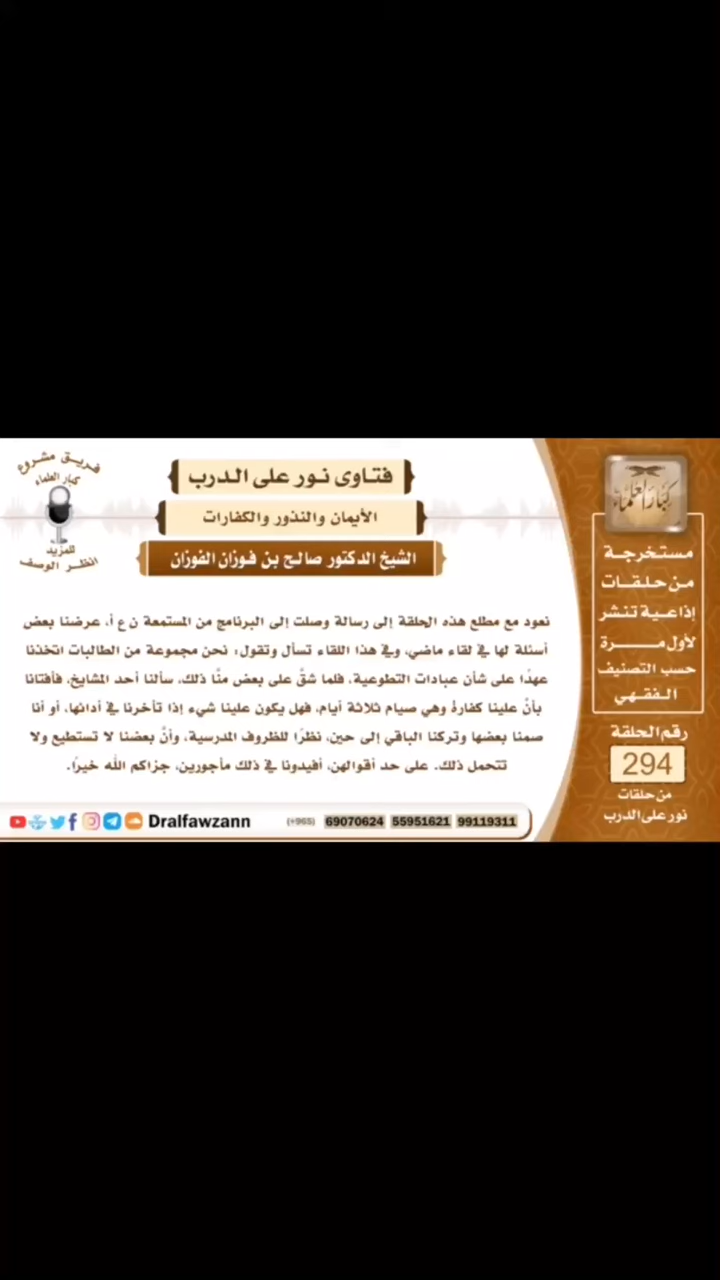 فريق مشروع
كبار العلماء
للمزيد
انظر الوصف
فتاوى نور على الدرب
الأيمان والنذور والكفارات
الشيخ الدكتور صالح بن فوزان الفوزان
نعود مع مطلع هذه الحلقة إلى رسالة وصلت إلى البرنامج من المستمعة ن ع أ، عرضنا بعض
أسئلة لها في لقاء ماضي، وفي هذا اللقاء تسأل وتقول: نحن مجموعة من الطالبات اتخذنا
عهدًا على شأن عبادات التطوعية، فلما شقَّ على بعض منَّا ذلك، سألنا أحد المشايخ، فأفتانا
بأنَّ علينا كفارةً وهي صيام ثلاثة أيام، فهل يكون علينا شيء إذا تأخرنا في أدائها، أو أنا
صمنا بعضها وتركنا الباقي إلى حين، نظرًا للظروف المدرسية، وأنَّ بعضنا لا تستطيع ولا
تتحمل ذلك. على حد أقوالهن، أفيدونا في ذلك مأجورين، جزاكم الله خيرًا.
Dralfawzann (+965) 69070624 55951621 99119311
كبار العلماء
مستخرجة
من حلقات
إذاعية تنشر
لأول مرة
حسب التصنيف
الفقهي
رقم الحلقة
294
من حلقات
نور على الدرب